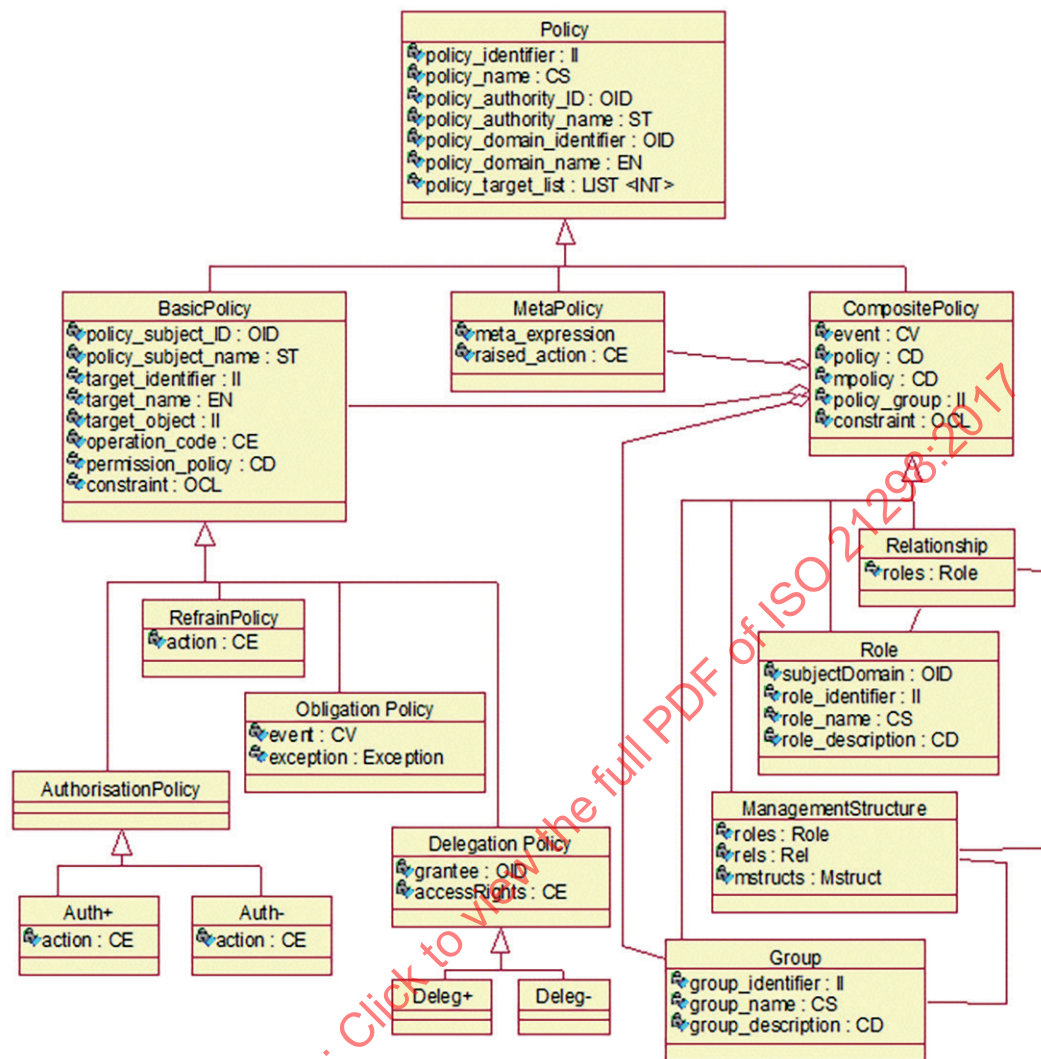 Policy
policy_identifier : II
policy_name : CS
policy_authority_ID : OID
policy_authority_name : ST
policy_domain_identifier : OID
policy_domain_name : EN
policy_target_list : LIST <INT>
BasicPolicy
policy_subject_ID : OID
policy_subject_name : ST
target_identifier : II
target_name : EN
target_object : II
operation_code : CE
permission_policy : CD
constraint : OCL
MetaPolicy
meta_expression
raised_action : CE
CompositePolicy
event : CV
policy : CD
mpolicy : CD
policy_group : II
constraint : OCL
Relationship
roles : Role
RefrainPolicy
action : CE
Role
subjectDomain : OID
role_identifier : II
role_name : CS
role_description : CD
Obligation Policy
event : CV
exception : Exception
AuthorisationPolicy
ManagementStructure
roles : Role
rels : Rel
mstructs : Mstruct
Delegation Policy
grantee : OID
accessRights : CE
Auth+
action : CE
Auth-
action : CE
Group
group_identifier : II
group_name : CS
group_description : CD
Deleg+
Deleg-
: Click to view the full PDF of ISO 21298:2017